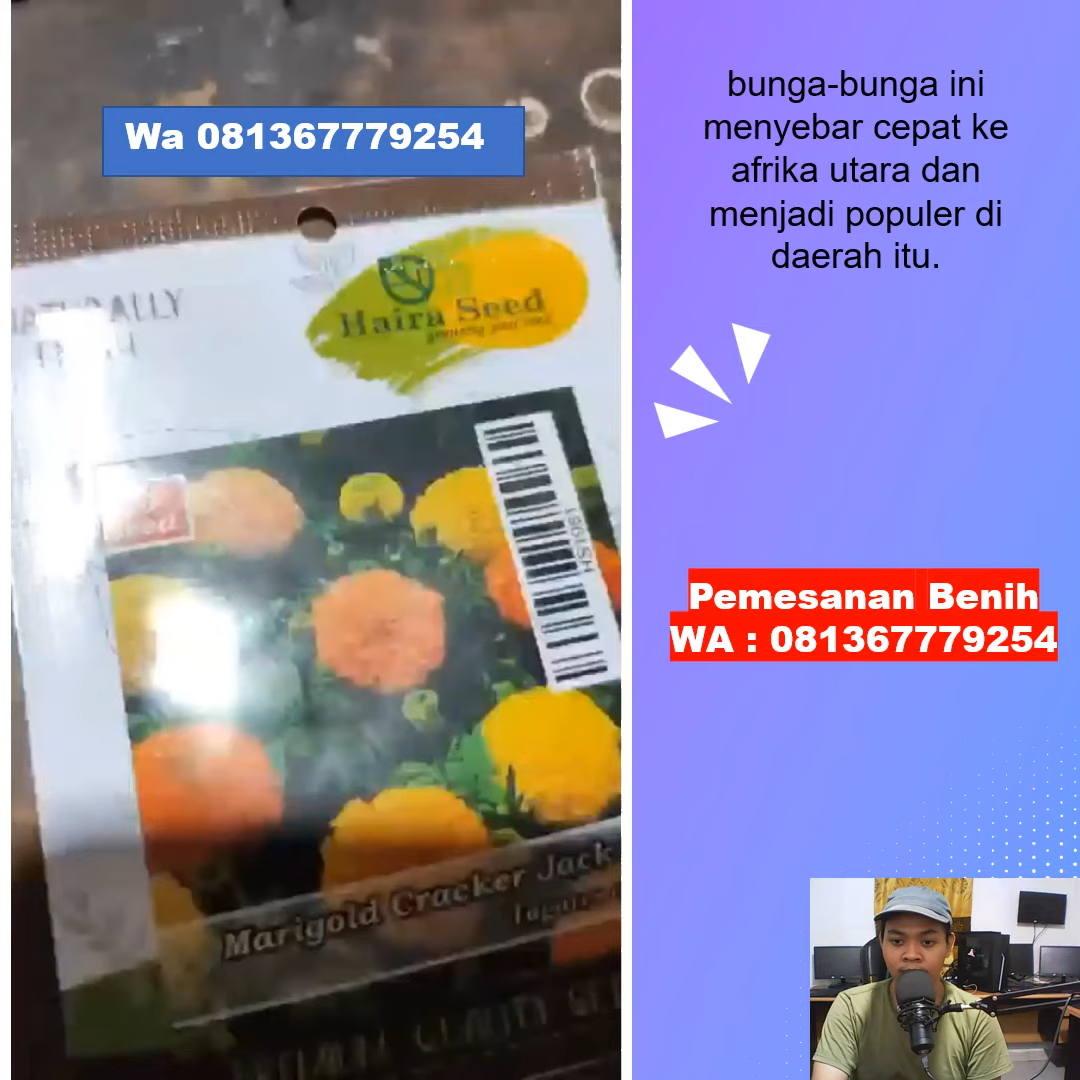 Wa 081367779254
Haira Seed
HS1961
Marigold Cracker Jack
bunga-bunga ini
menyebar cepat ke
afrika utara dan
menjadi populer di
daerah itu.
Pemesanan Benih
WA : 081367779254